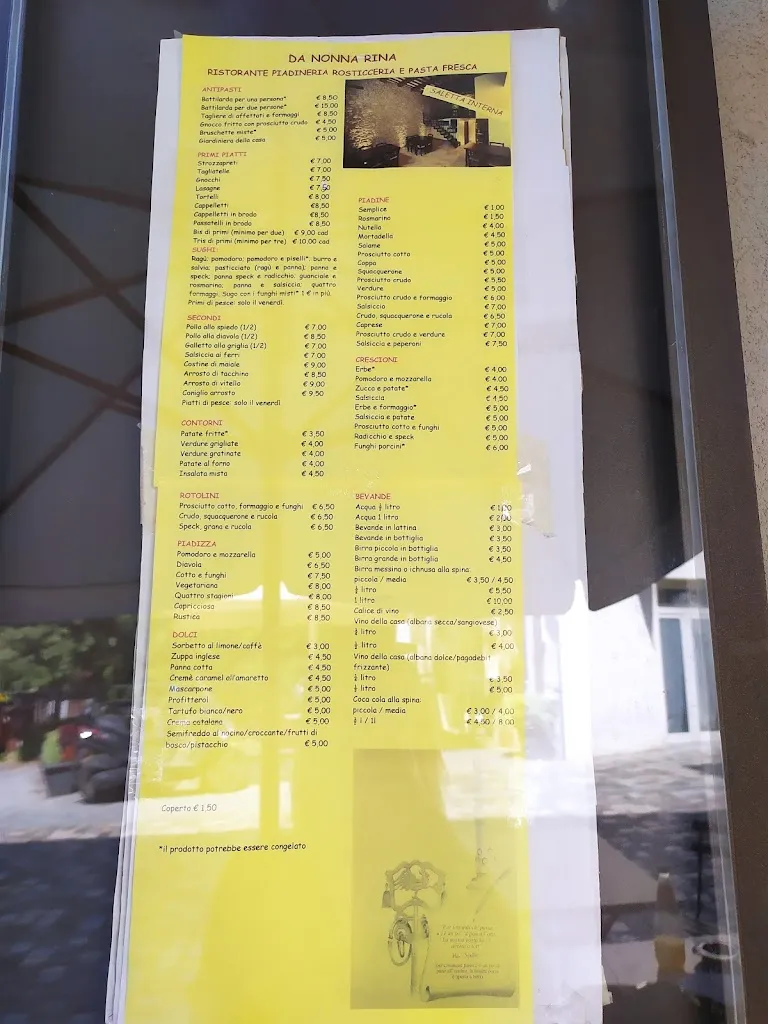 DA NONNA RINA
RISTORANTE PIADINERIA ROSTICCERIA E PASTA FRESCA
SALETTA INTERNA
ANTIPASTI
Battilarda per una persona* € 8,50
Battilarda per due persone* € 15,00
Tagliere di affettati e formaggi € 8,50
Gnocco fritto con prosciutto crudo € 4,50
Bruschette miste* € 5,00
Giardiniera della casa € 5,00
PRIMI PIATTI
Strozzapreti € 7,00
Tagliatelle € 7,00
Gnocchi € 7,50
Lasagne € 7,50
Tortelli € 8,00
Cappelletti €8,50
Cappelletti in brodo €8,50
Passatelli in brodo € 8,50
Bis di primi (minimo per due) € 9,00 cad
Tris di primi (minimo per tre) € 10,00 cad
SUGHI:
Ragù; pomodoro; pomodoro e piselli*; burro e
salvia; pasticciato (ragù e panna); panna e
speck; panna speck e radicchio; guanciale e
rosmarino; panna e salsiccia; quattro
formaggi; Sugo con i funghi misti* 1 € in più.
Primi di pesce: solo il venerdì.
SECONDI
Pollo allo spiedo (1/2) € 7,00
Pollo alla diavola (1/2) € 8,50
Galletto alla griglia (1/2) € 7,00
Salsiccia ai ferri € 7,00
Costine di maiale € 9,00
Arrosto di tacchino € 8,50
Arrosto di vitello € 9,00
Coniglio arrosto € 9,50
Piatti di pesce: solo il venerdì
CONTORNI
Patate fritte* € 3,50
Verdure grigliate € 4,00
Verdure gratinate € 4,00
Patate al forno € 4,00
Insalata mista € 4,50
ROTOLINI
Prosciutto cotto, formaggio e funghi € 6,50
Crudo, squacquerone e rucola € 6,50
Speck, grana e rucola € 6,50
PIADIZZA
Pomodoro e mozzarella € 5,00
Diavola € 6,50
Cotto e funghi € 7,50
Vegetariana € 8,00
Quattro stagioni € 8,00
Capricciosa € 8,50
Rustica € 8,50
DOLCI
Sorbetto al limone/caffè € 3,00
Zuppa inglese € 4,50
Panna cotta € 4,50
Cremè caramel all'amaretto € 4,50
Mascarpone € 5,00
Profitterol € 5,00
Tartufo bianco/nero € 5,00
Crema catalana € 5,00
Semifreddo al nocino/croccante/frutti di
bosco/pistacchio € 5,00
Coperto € 1,50
*il prodotto potrebbe essere congelato
PIADINE
Semplice € 1,00
Rosmarino € 1,50
Nutella € 4,00
Mortadella € 4,50
Salame € 5,00
Prosciutto cotto € 5,00
Coppa € 5,00
Squacquerone € 5,00
Prosciutto crudo € 5,50
Verdure € 5,00
Prosciutto crudo e formaggio € 6,00
Salsiccia € 7,00
Crudo, squacquerone e rucola € 6,50
Caprese € 7,00
Prosciutto crudo e verdure € 7,00
Salsiccia e peperoni € 7,50
CRESCIONI
Erbe* € 4,00
Pomodoro e mozzarella € 4,00
Zucca e patate* € 4,50
Salsiccia € 4,50
Erbe e formaggio* € 5,00
Salsiccia e patate € 5,00
Prosciutto cotto e funghi € 5,00
Radicchio e speck € 5,00
Funghi porcini* € 6,00
BEVANDE
Acqua ½ litro € 1,00
Acqua 1 litro € 2,00
Bevande in lattina € 3,00
Bevande in bottiglia € 3,50
Birra piccola in bottiglia € 3,50
Birra grande in bottiglia € 4,50
Birra messina o ichnusa alla spina:
piccola / media € 3,50 / 4,50
½ litro € 5,50
1 litro € 10,00
Calice di vino € 2,50
Vino della casa (albana secca/sangiovese)
¼ litro € 3,00
½ litro € 4,00
Vino della casa (albana dolce/pagadebit
frizzante)
¼ litro € 3,50
½ litro € 5,00
Coca cola alla spina:
piccola / media € 3,00 / 4,00
½ l / 1l € 4,50 / 8,00